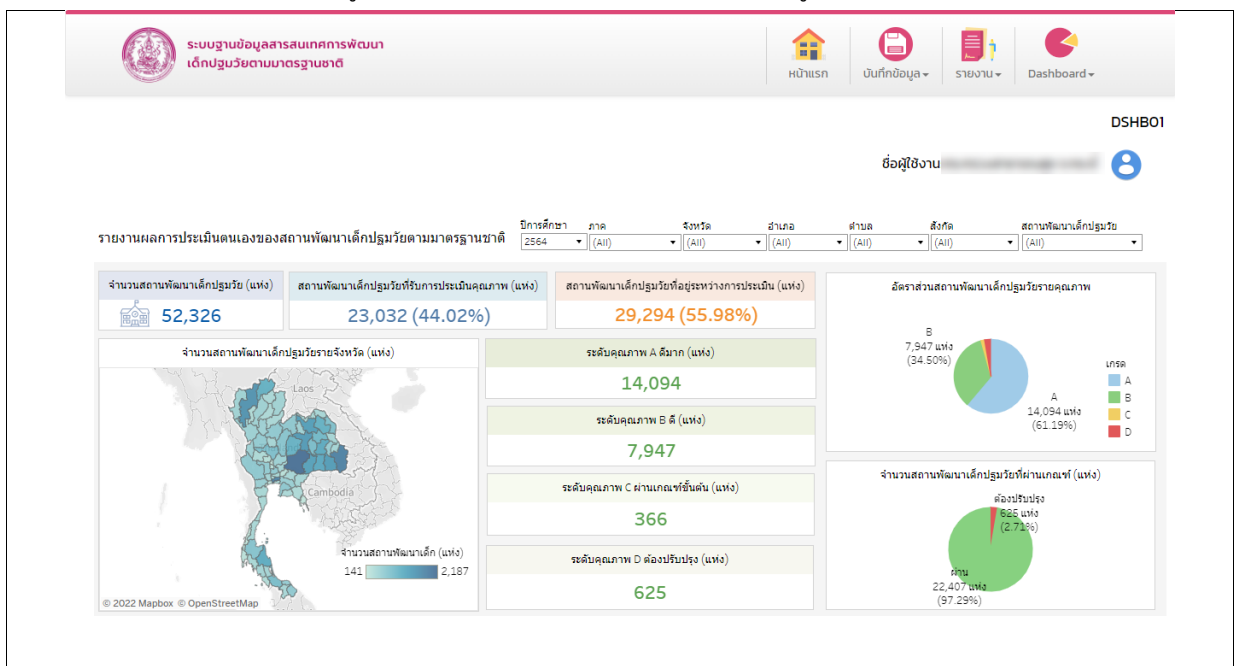 ระบบฐานข้อมูลสารสนเทศการพัฒนา
เด็กปฐมวัยตามมาตรฐานชาติ
หน้าแรก
บันทึกข้อมูล
รายงาน
Dashboard
DSHB01
ชื่อผู้ใช้งาน
รายงานผลการประเมินตนเองของสถานพัฒนาเด็กปฐมวัยตามมาตรฐานชาติ
ปีการศึกษา
2564
ภาค
(All)
จังหวัด
(All)
อำเภอ
(All)
ตำบล
(All)
สังกัด
(All)
สถานพัฒนาเด็กปฐมวัย
(All)
จำนวนสถานพัฒนาเด็กปฐมวัย (แห่ง)
52,326
สถานพัฒนาเด็กปฐมวัยที่รับการประเมินคุณภาพ (แห่ง)
23,032 (44.02%)
สถานพัฒนาเด็กปฐมวัยที่อยู่ระหว่างการประเมิน (แห่ง)
29,294 (55.98%)
จำนวนสถานพัฒนาเด็กปฐมวัยรายจังหวัด (แห่ง)
Laos
Cambodia
จำนวนสถานพัฒนาเด็ก (แห่ง)
141
2,187
© 2022 Mapbox © OpenStreetMap
ระดับคุณภาพ A ดีมาก (แห่ง)
14,094
ระดับคุณภาพ B ดี (แห่ง)
7,947
ระดับคุณภาพ C ผ่านเกณฑ์ขั้นต้น (แห่ง)
366
ระดับคุณภาพ D ต้องปรับปรุง (แห่ง)
625
อัตราส่วนสถานพัฒนาเด็กปฐมวัยรายคุณภาพ
B
7,947 แห่ง
(34.50%)
A
14,094 แห่ง
(61.19%)
เกรด
A
B
C
D
จำนวนสถานพัฒนาเด็กปฐมวัยที่ผ่านเกณฑ์ (แห่ง)
ต้องปรับปรุง
625 แห่ง
(2.71%)
ผ่าน
22,407 แห่ง
(97.29%)